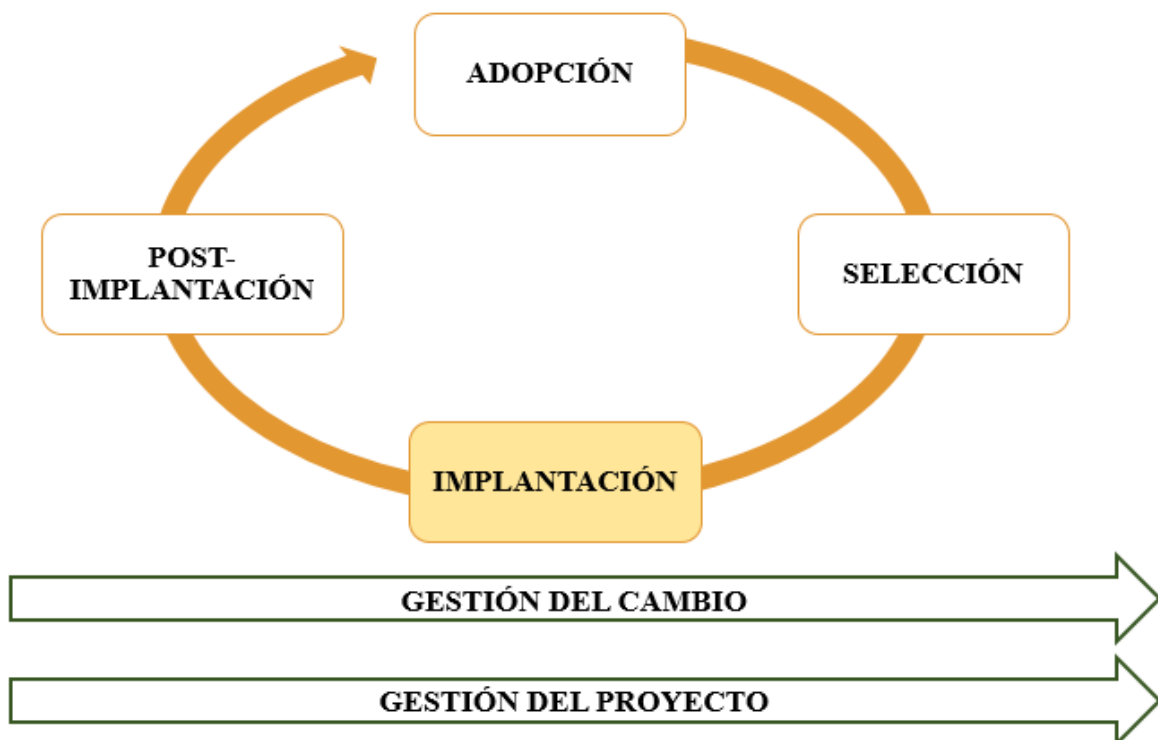 ADOPCIÓN
POST-
IMPLANTACIÓN
SELECCIÓN
IMPLANTACIÓN
GESTIÓN DEL CAMBIO
GESTIÓN DEL PROYECTO